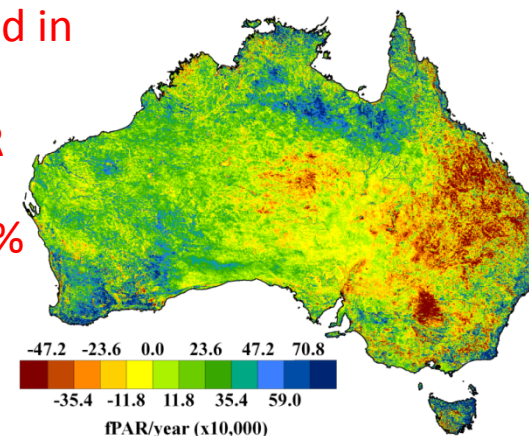 d in
R
%
-47.2 -23.6 0.0 23.6 47.2 70.8
-35.4 -11.8 11.8 35.4 59.0
fPAR/year (x10,000)